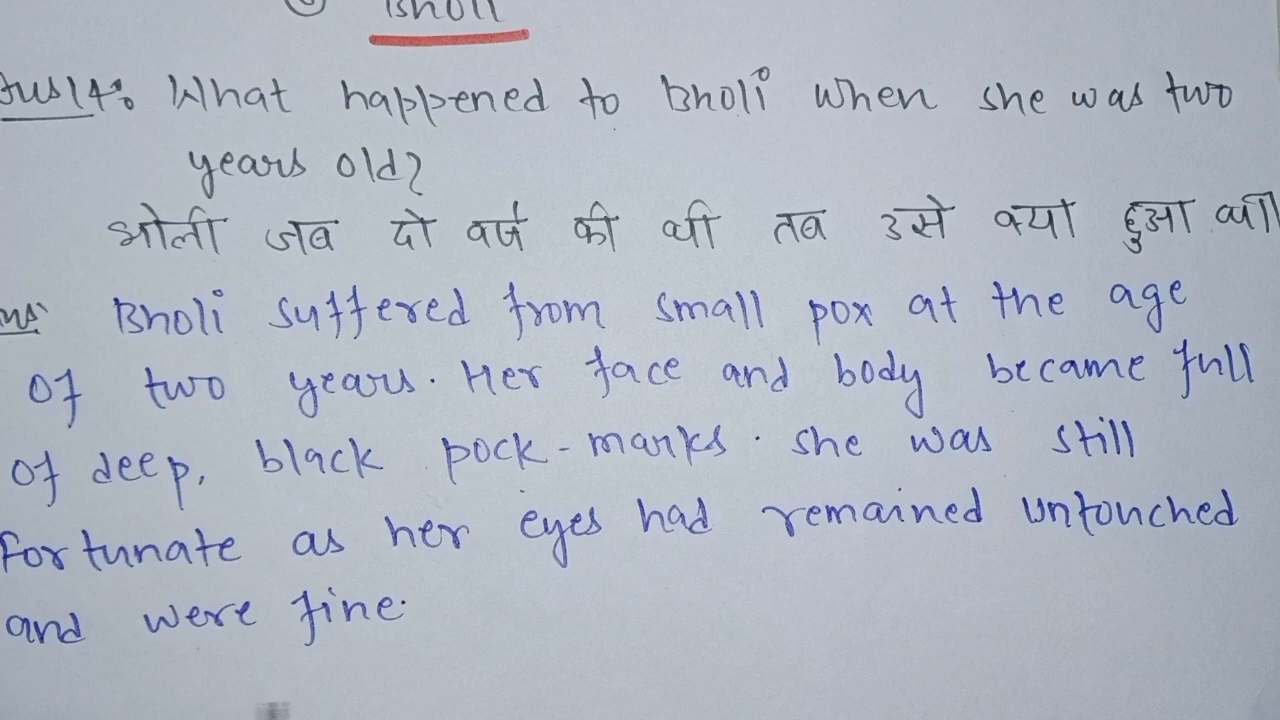 Bholi
14: What happened to Bholi when she was two
years old?
भोली जब दो वर्ष की थी तब उसे क्या हुआ था
Ans: Bholi suffered from small pox at the age
of two years. Her face and body became full
of deep, black pock-marks. she was still
fortunate as her eyes had remained untouched
and were fine.